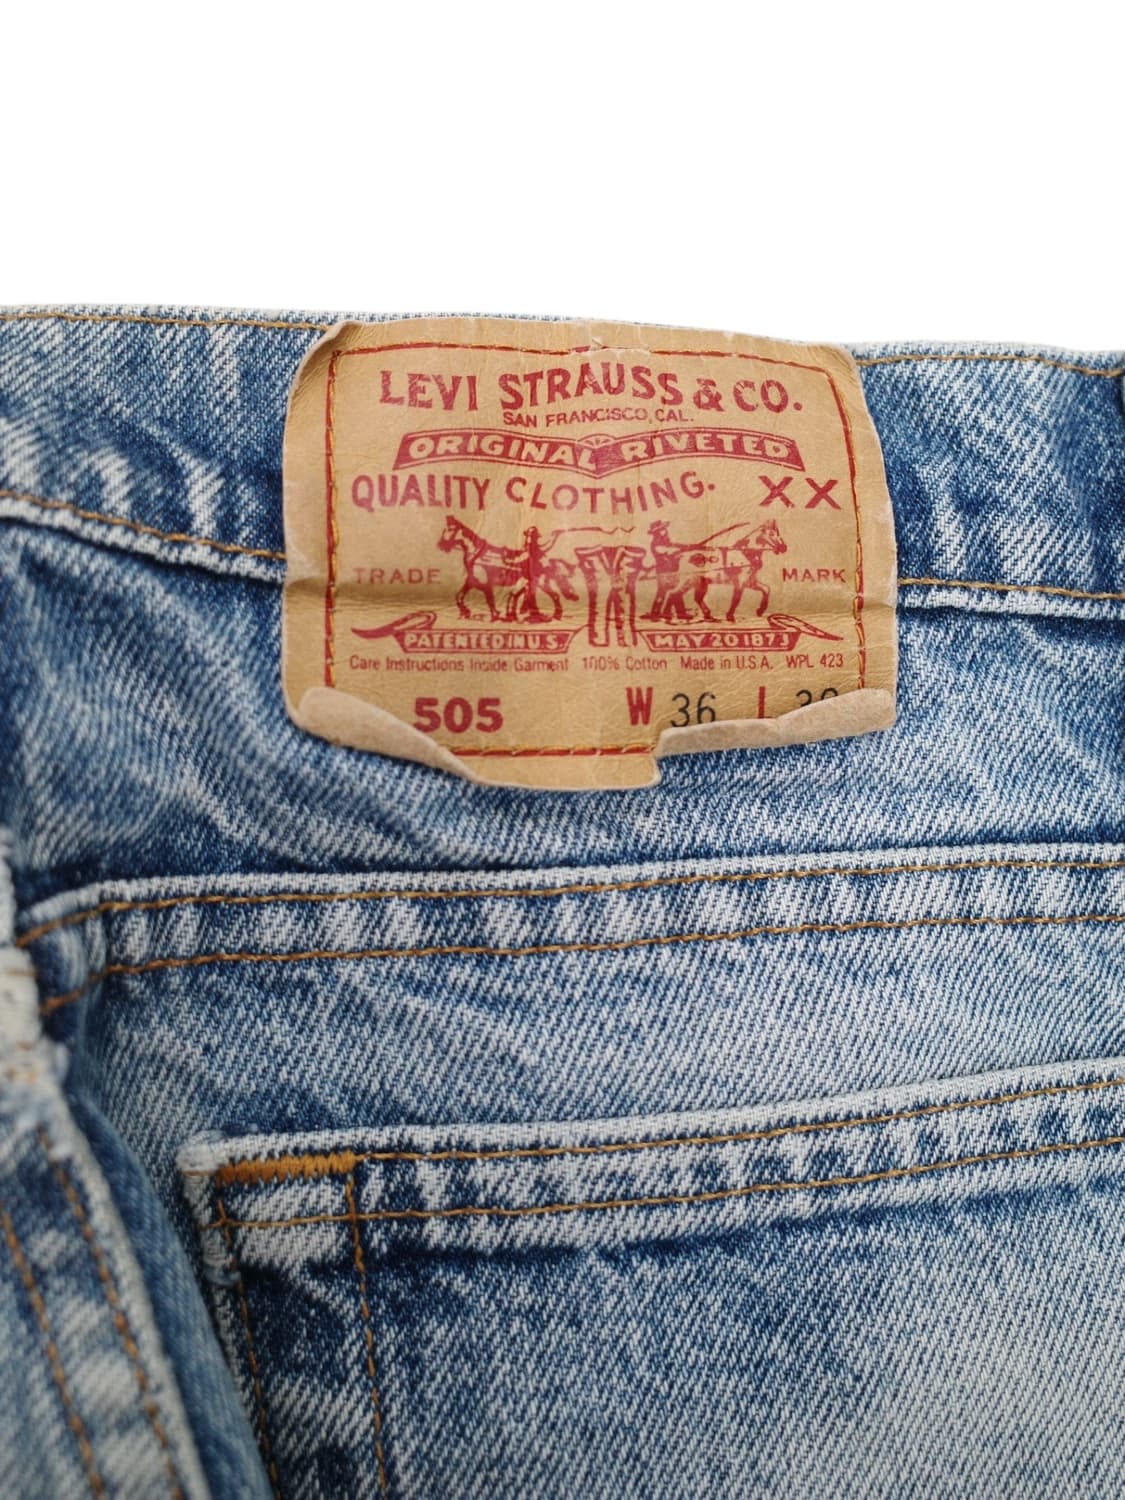 LEVI STRAUSS & CO.
SAN FRANCISCO, CAL.
ORIGINAL RIVETED
QUALITY CLOTHING. XX
TRADE MARK
PATENTED IN U.S. MAY 20 1873
Care Instructions Inside Garment 100% Cotton Made in U.S.A. WPL 423
505 W 36 L